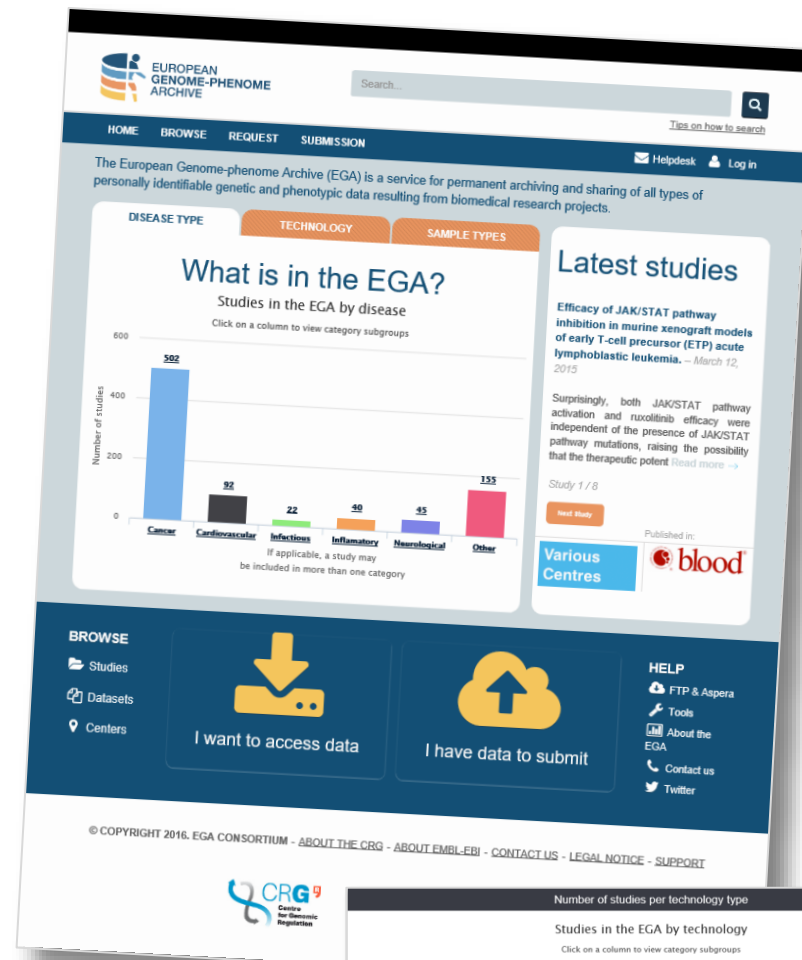 EUROPEAN
GENOME-PHENOME
ARCHIVE
Search...
Tips on how to search
HOME BROWSE REQUEST SUBMISSION
Helpdesk Log in
The European Genome-phenome Archive (EGA) is a service for permanent archiving and sharing of all types of
personally identifiable genetic and phenotypic data resulting from biomedical research projects.
DISEASE TYPE TECHNOLOGY SAMPLE TYPES
What is in the EGA?
Studies in the EGA by disease
Click on a column to view category subgroups
Number of studies
600
400
200
0
502
92
22
40
45
155
Cancer Cardiovascular Infectious Inflamatory Neurological Other
If applicable, a study may
be included in more than one category
Latest studies
Efficacy of JAK/STAT pathway
inhibition in murine xenograft models
of early T-cell precursor (ETP) acute
lymphoblastic leukemia. – March 12,
2015
Surprisingly, both JAK/STAT pathway
activation and ruxolitinib efficacy were
independent of the presence of JAK/STAT
pathway mutations, raising the possibility
that the therapeutic potent Read more →
Study 1 / 8
Next Study
Published in:
Various
Centres
blood
BROWSE
Studies
Datasets
Centers
I want to access data
I have data to submit
HELP
FTP & Aspera
Tools
About the
EGA
Contact us
Twitter
© COPYRIGHT 2016. EGA CONSORTIUM - ABOUT THE CRG - ABOUT EMBL-EBI - CONTACT US - LEGAL NOTICE - SUPPORT
CRG
Centre
for Genomic
Regulation
Number of studies per technology type
Studies in the EGA by technology
Click on a column to view category subgroups